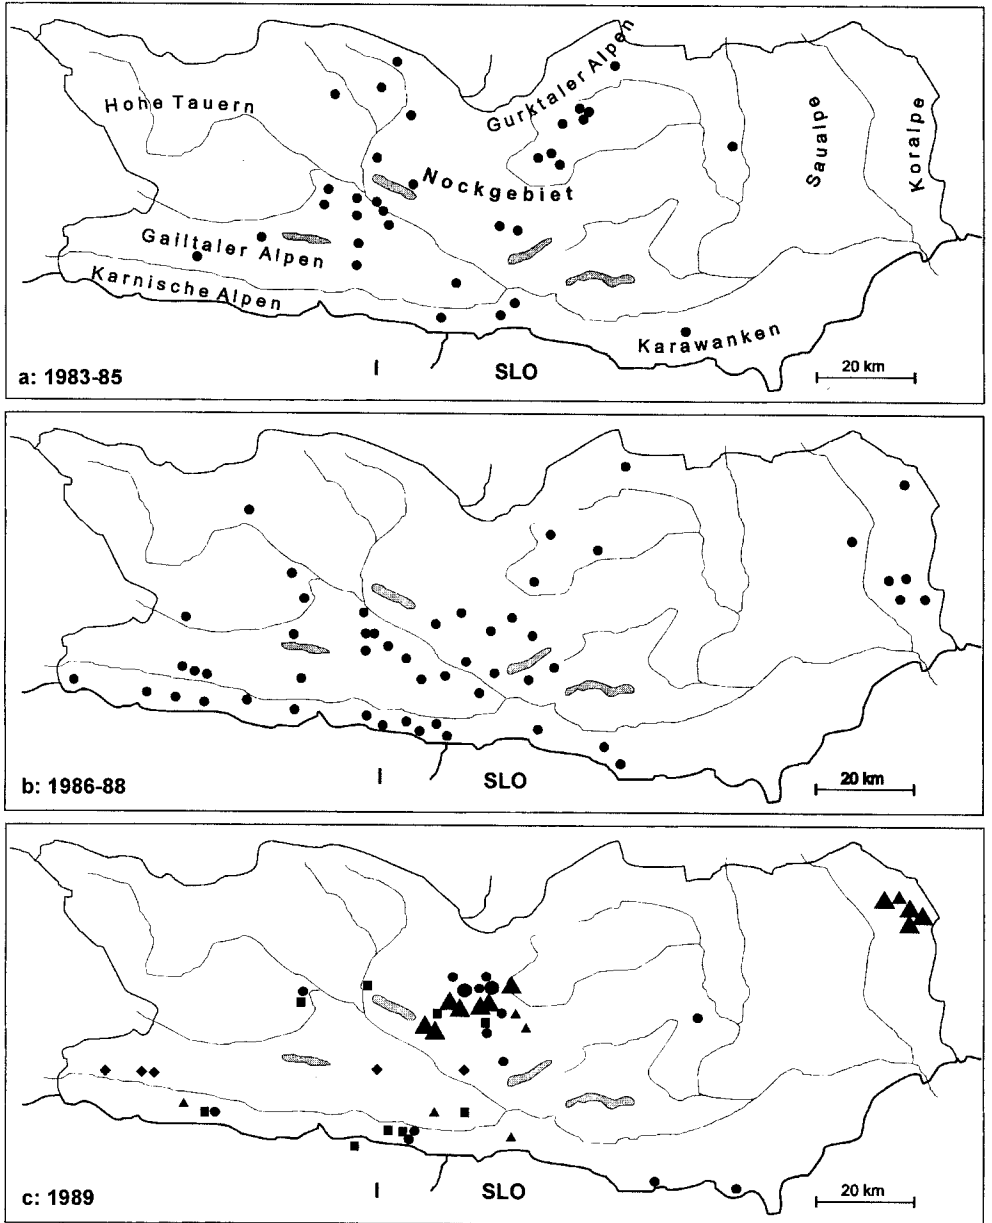 Gurktaler Alpen
Hohe Tauern
Saualpe
Koralpe
Nockgebiet
Gailtaler Alpen
Karnische Alpen
Karawanken
a: 1983-85
I
SLO
20 km
b: 1986-88
I
SLO
20 km
c: 1989
I
SLO
20 km